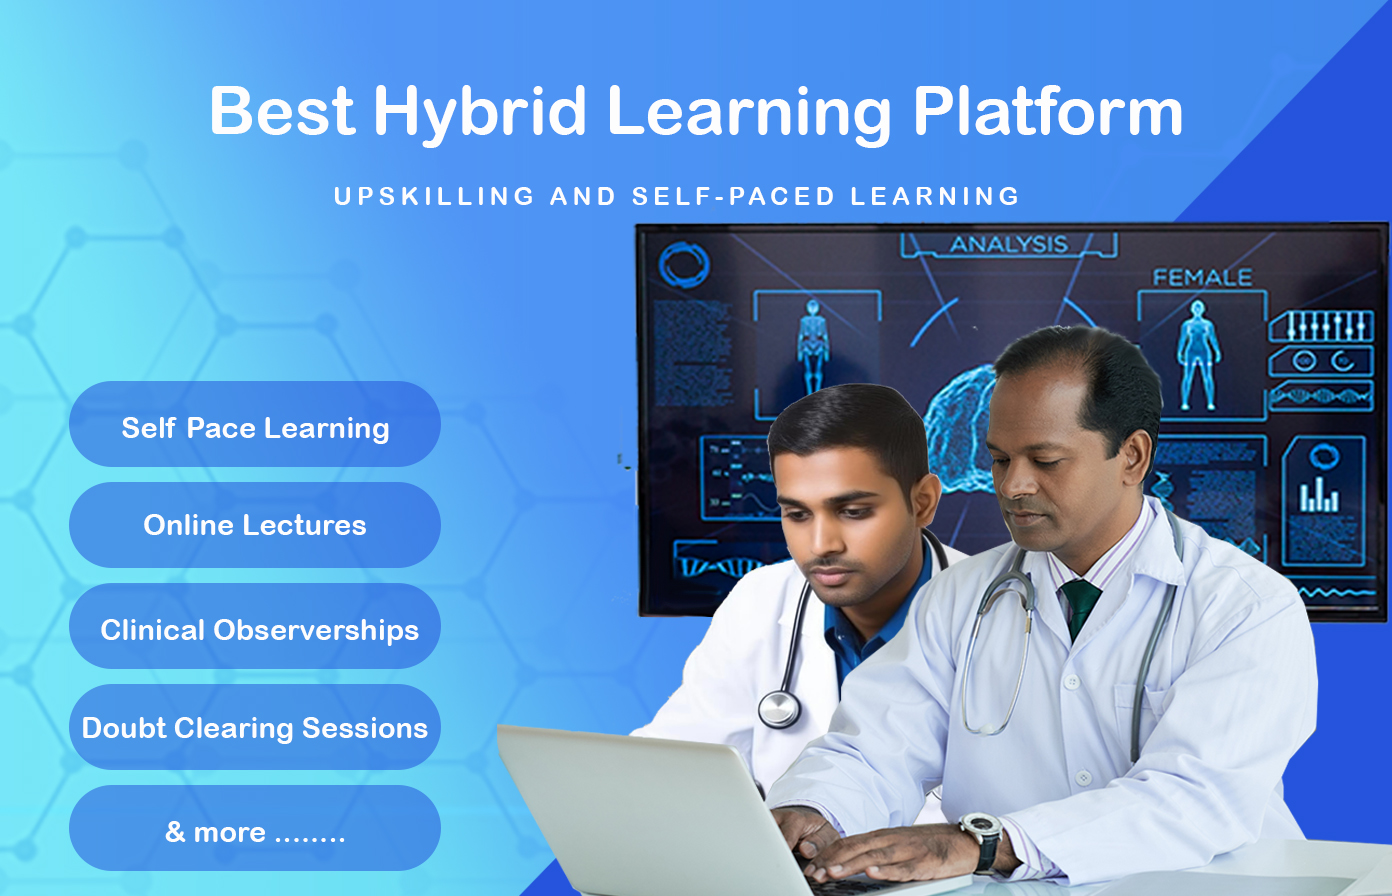 Best Hybrid Learning Platform
UPSKILLING AND SELF-PACED LEARNING
ANALYSIS
FEMALE
Self Pace Learning
Online Lectures
Clinical Observerships
Doubt Clearing Sessions
& more ........